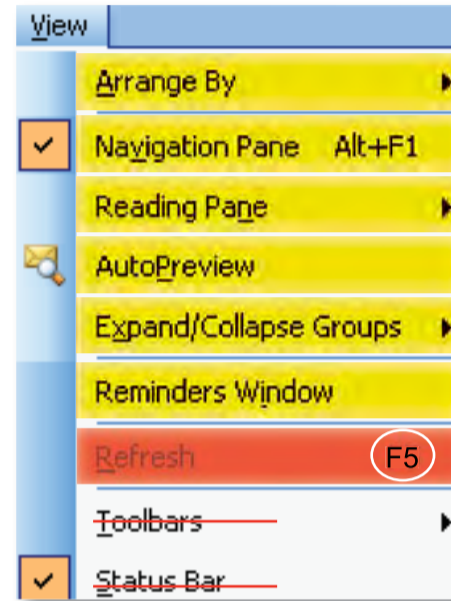 View
Arrange By
Navigation Pane Alt+F1
Reading Pane
AutoPreview
Expand/Collapse Groups
Reminders Window
Refresh F5
Toolbars
Status Bar